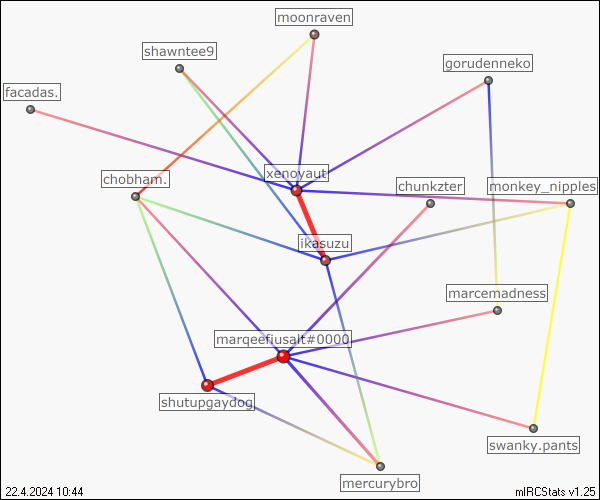 moonraven
shawntee9
gorudenneko
facadas.
xenoyaut
chobham.
chunkzter
monkey_nipples
ikasuzu
marcemadness
marqeefiusalt#0000
shutupgaydog
swanky.pants
mercurybro
22.4.2024 10:44
mIRCStats v1.25